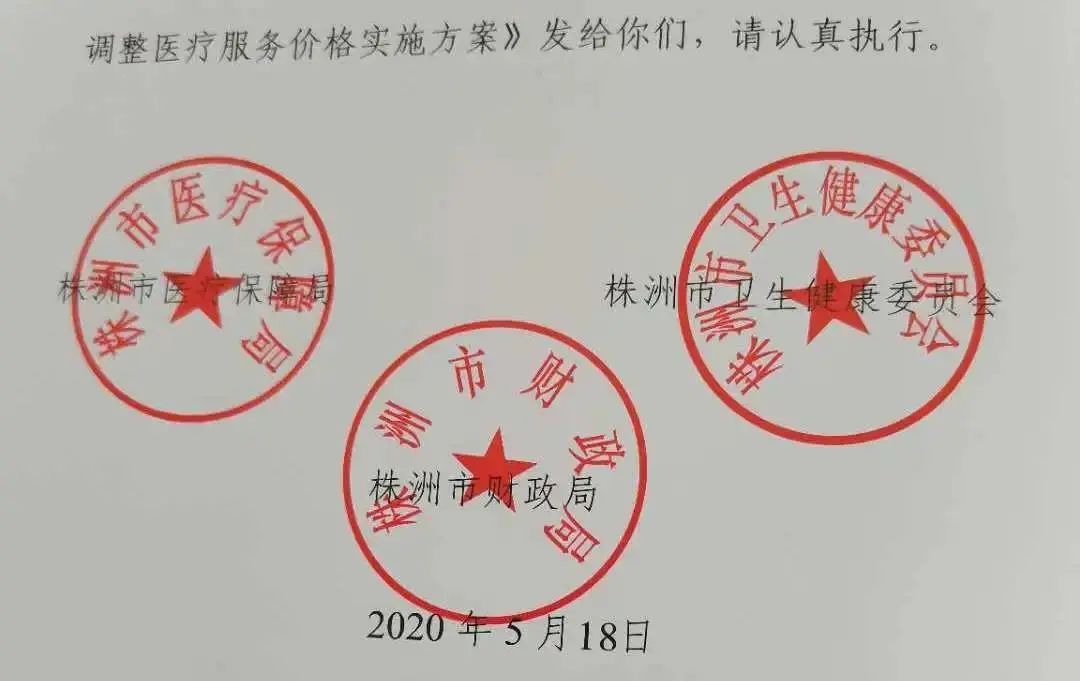 调整医疗服务价格实施方案》发给你们，请认真执行。
株洲市医疗保障局
株洲市医疗保障局
株洲市卫生健康委员会
株洲市卫生健康委员会
株洲市财政局
株洲市财政局
2020年5月18日